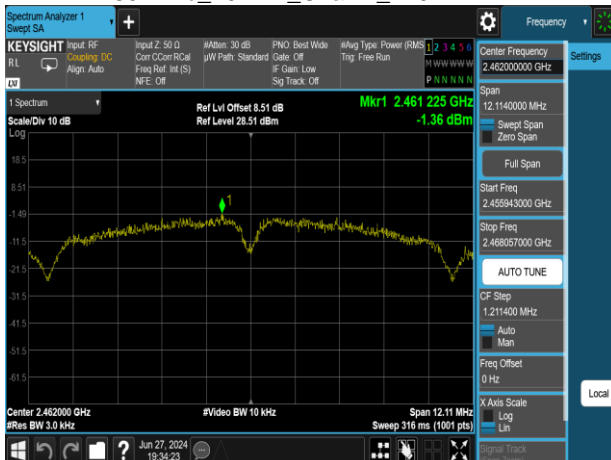 Spectrum Analyzer 1
Swept SA
+
Frequency
KEYSIGHT
RL
LXI
Input: RF
Coupling: DC
Align: Auto
Input Z: 50 Ω
Corr CCorr RCal
Freq Ref: Int (S)
NFE: Off
#Atten: 30 dB
µW Path: Standard
PNO: Best Wide
Gate: Off
IF Gain: Low
Sig Track: Off
#Avg Type: Power (RMS
Trig: Free Run
1 2 3 4 5 6
M W W W W W
P N N N N N
Center Frequency
2.462000000 GHz
Settings
Span
12.1140000 MHz
Swept Span
Zero Span
Full Span
Start Freq
2.455943000 GHz
Stop Freq
2.468057000 GHz
AUTO TUNE
CF Step
1.211400 MHz
Auto
Man
Freq Offset
0 Hz
X Axis Scale
Log
Lin
Signal Track
Local
1 Spectrum
Scale/Div 10 dB
Log
Ref Lvl Offset 8.51 dB
Ref Level 28.51 dBm
Mkr1 2.461 225 GHz
-1.36 dBm
1
18.5
8.51
-1.49
-11.5
-21.5
-31.5
-41.5
-51.5
-61.5
Center 2.462000 GHz
#Res BW 3.0 kHz
#Video BW 10 kHz
Span 12.11 MHz
Sweep 316 ms (1001 pts)
?
Jun 27, 2024
19:34:23